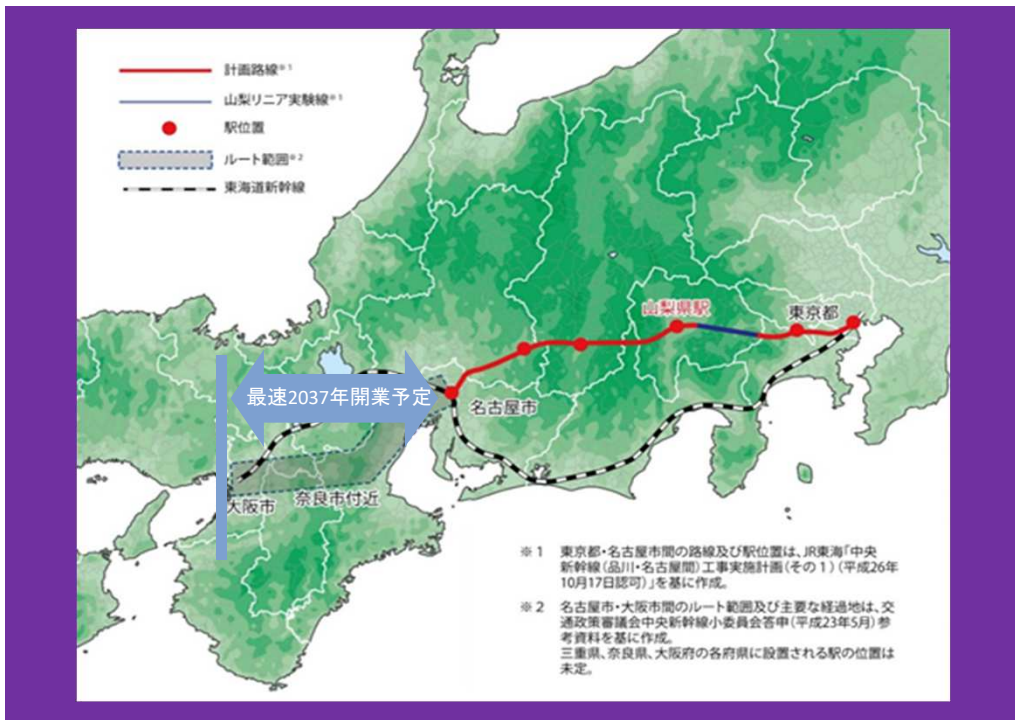 計画路線※1
山梨リニア実験線※1
駅位置
ルート範囲※2
東海道新幹線
山梨県駅
東京都
最速2037年開業予定
名古屋市
大阪市
奈良市付近
※1 東京都・名古屋市間の路線及び駅位置は、JR東海「中央
新幹線(品川・名古屋間)工事実施計画(その1)(平成26年
10月17日認可)」を基に作成。
※2 名古屋市・大阪市間のルート範囲及び主要な経過地は、交
通政策審議会中央新幹線小委員会答申(平成23年5月)参
考資料を基に作成。
三重県、奈良県、大阪府の各府県に設置される駅の位置は
未定。